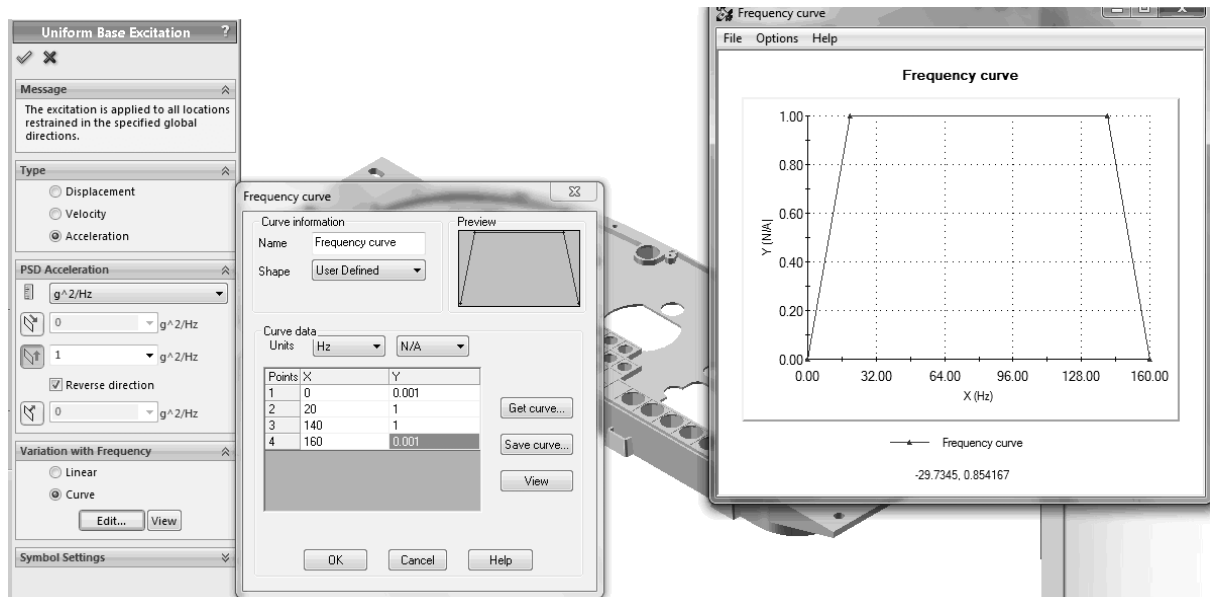 Uniform Base Excitation ?
Message
The excitation is applied to all locations
restrained in the specified global
directions.
Type
Displacement
Velocity
Acceleration
PSD Acceleration
g^2/Hz
0 g^2/Hz
1 g^2/Hz
Reverse direction
0 g^2/Hz
Variation with Frequency
Linear
Curve
Edit... View
Symbol Settings
Frequency curve
Curve information
Name Frequency curve
Shape User Defined
Preview
Curve data
Units Hz N/A
Points X Y
1 0 0.001
2 20 1
3 140 1
4 160 0.001
Get curve...
Save curve...
View
OK Cancel Help
Frequency curve
File Options Help
Frequency curve
1.00
0.80
0.60
0.40
0.20
0.00
Y (N/A)
0.00 32.00 64.00 96.00 128.00 160.00
X (Hz)
Frequency curve
-29.7345, 0.854167